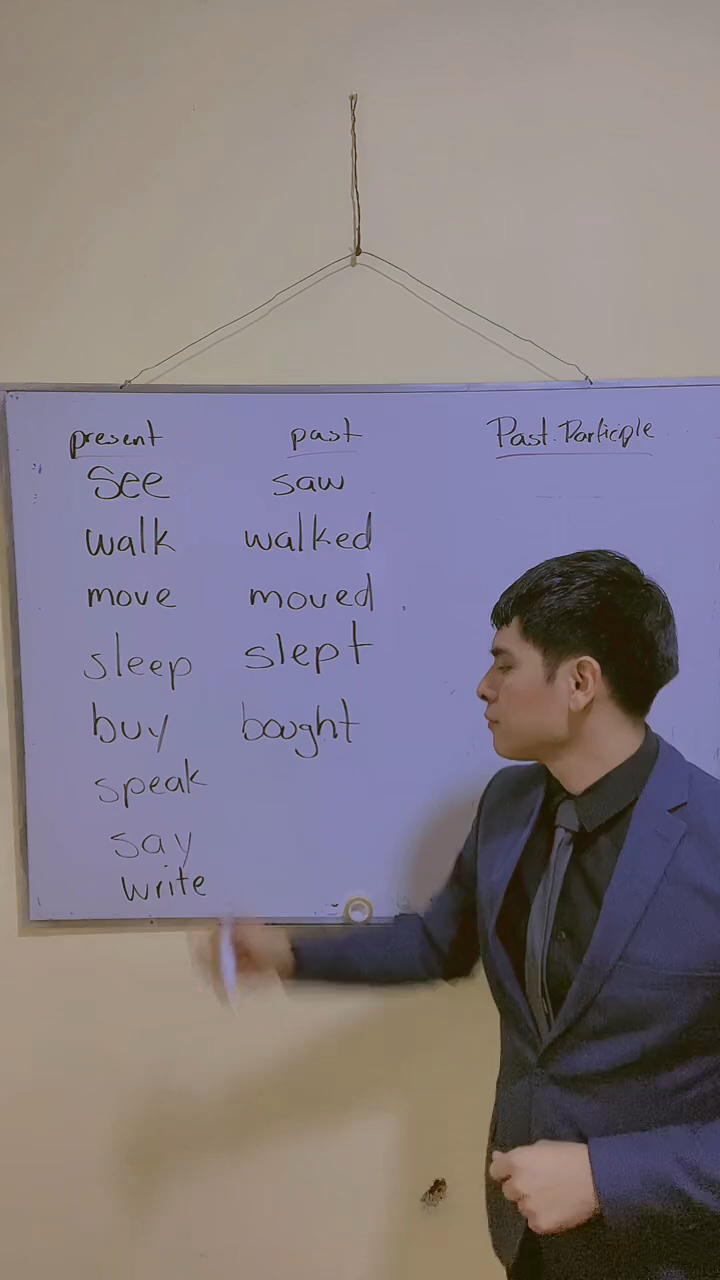 present past Past. Participle
see saw
walk walked
move moved
sleep slept
buy bought
speak
say
write